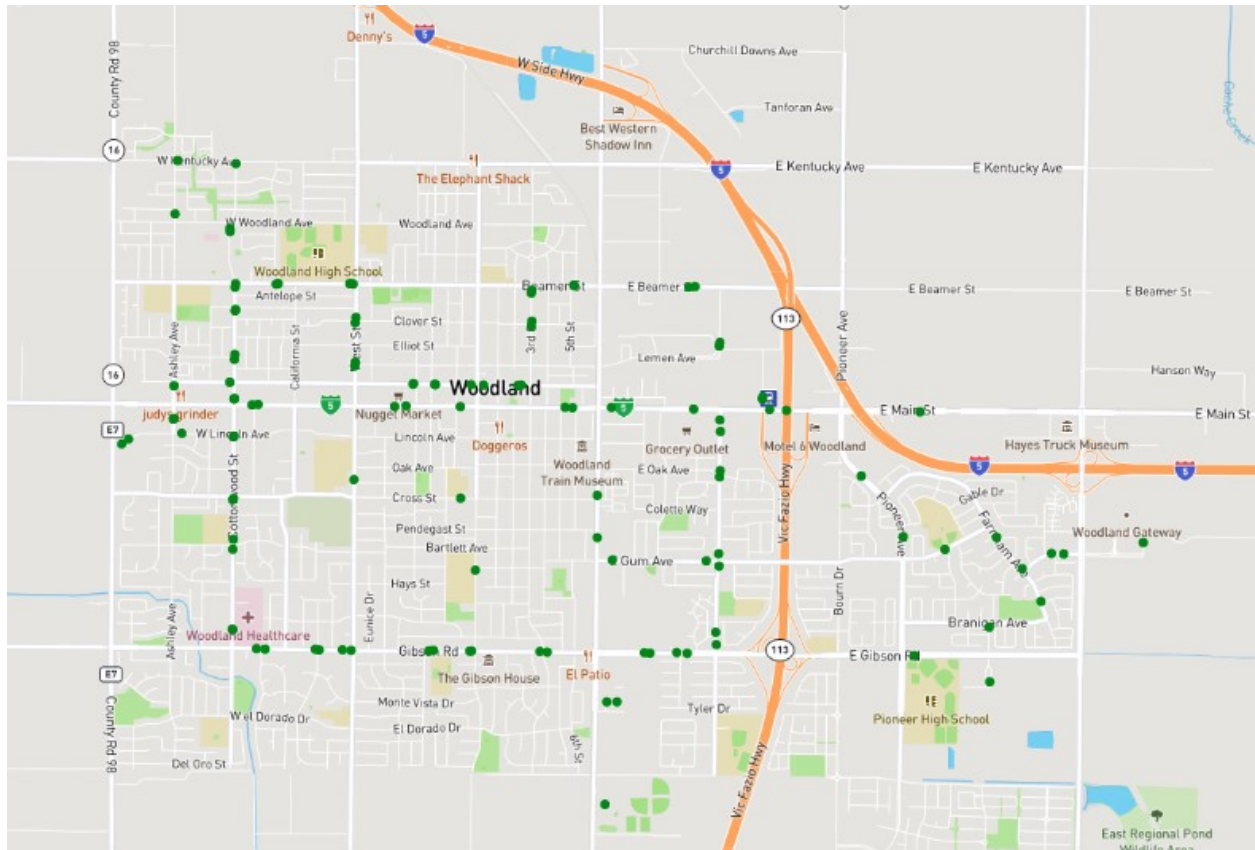 Denny's
5
Churchill Downs Ave
County Rd 98
W Side Hwy
Tanforan Ave
Cache Creek
Best Western
Shadow Inn
16
W Kentucky Ave
The Elephant Shack
5
E Kentucky Ave
E Kentucky Ave
W Woodland Ave
Woodland Ave
Woodland High School
Beamer St
E Beamer
E Beamer St
E Beamer St
Antelope St
Clover St
113
Ashley Ave
California St
West St
Elliot St
3rd
5th St
Lemen Ave
Pioneer Ave
16
Hanson Way
Woodland
judys grinder
5
Nugget Market
5
E Main St
E Main St
E7
W Lincoln Ave
Lincoln Ave
Doggeros
Grocery Outlet
Motel 6 Woodland
Hayes Truck Museum
Woodland
Train Museum
Oak Ave
E Oak Ave
5
5
Cottonwood St
Cross St
Colette Way
Vic Fazio Hwy
Pioneer Ave
Gable Dr
Farnham Ave
Pendegast St
Woodland Gateway
Bartlett Ave
Gum Ave
Hays St
Bourn Dr
Ashley Ave
Eunice Dr
Woodland Healthcare
Branigan Ave
Gibson Rd
113
E Gibson Rd
E7
The Gibson House
El Patio
County Rd 98
Monte Vista Dr
Tyler Dr
W el Dorado Dr
El Dorado Dr
Pioneer High School
6th St
Del Oro St
Vic Fazio Hwy
East Regional Pond
Wildlife Area